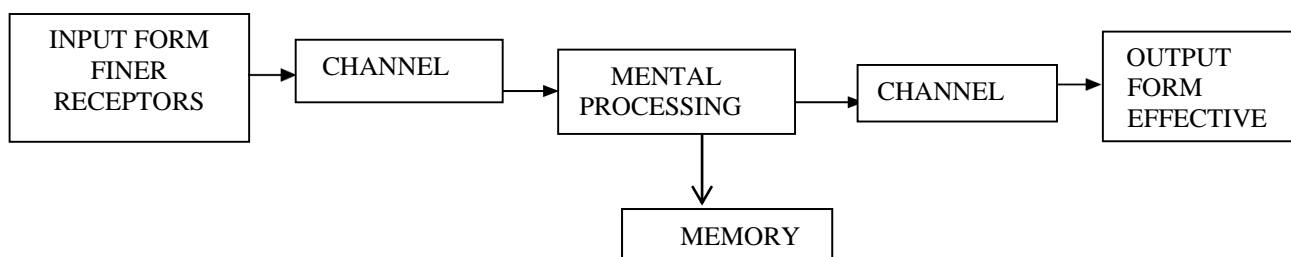 INPUT FORM
FINER
RECEPTORS
CHANNEL
MENTAL
PROCESSING
CHANNEL
OUTPUT
FORM
EFFECTIVE
MEMORY